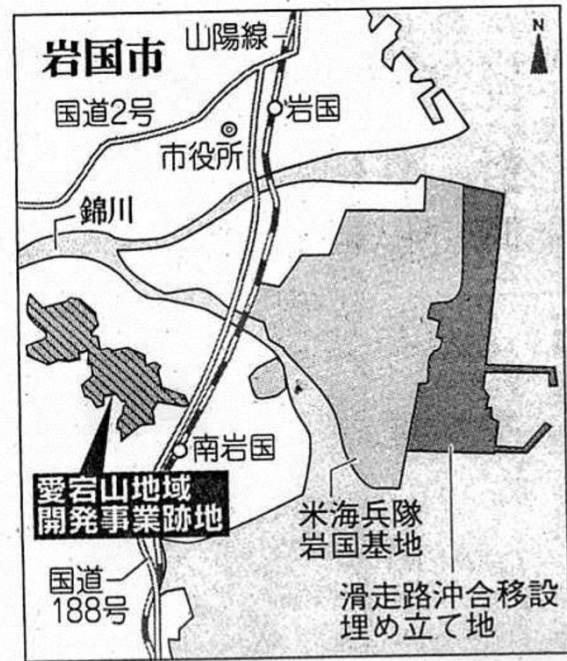 山陽線
N
岩国市
国道2号
岩国
市役所
錦川
南岩国
愛宕山地域
開発事業跡地
米海兵隊
岩国基地
国道
188号
滑走路沖合移設
埋め立て地